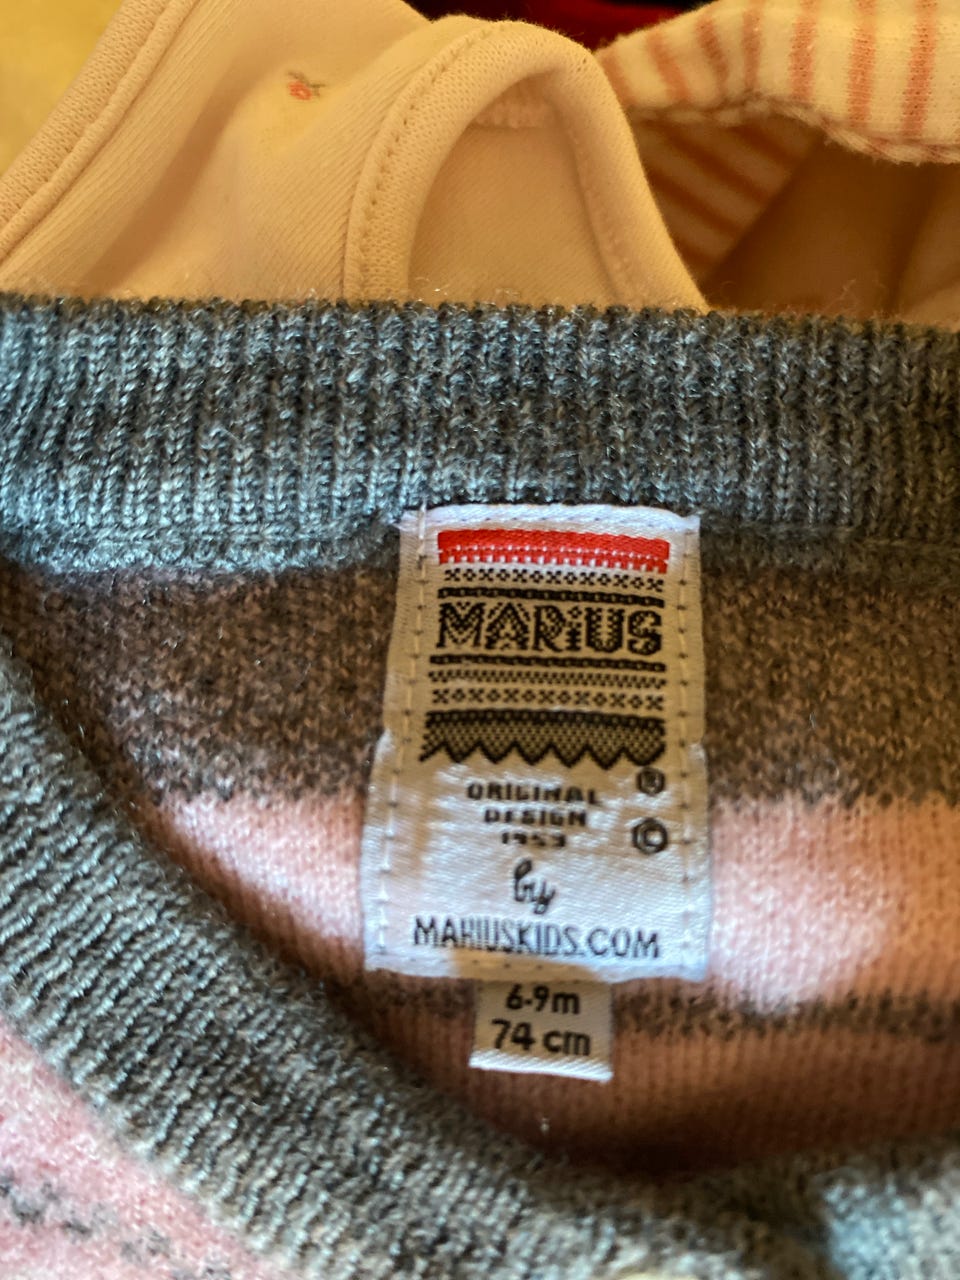 MARiUS
®
ORIGINAL
DESIGN
1953
©
by
MARIUSKIDS.COM
6-9m
74 cm